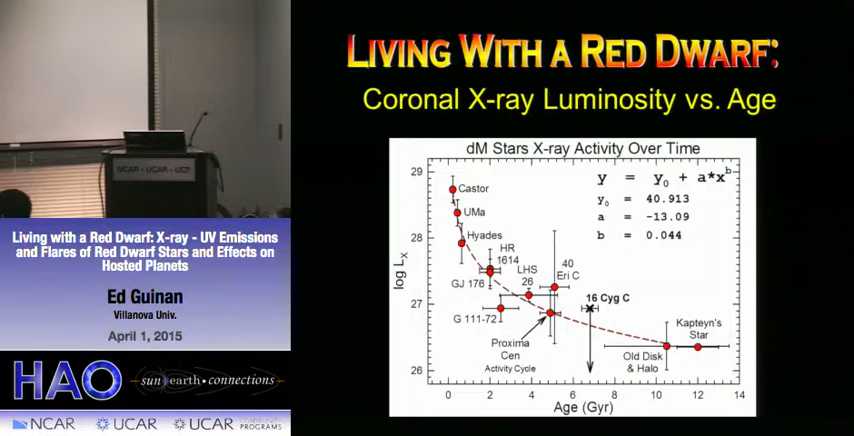 LIVING WITH A RED DWARF:
Coronal X-ray Luminosity vs. Age
dM Stars X-ray Activity Over Time
y = y0 + a*x^b
y0 = 40.913
a = -13.09
b = 0.044
29
28
27
26
log LX
Castor
UMa
Hyades
HR
1614
GJ 176
LHS
26
40
Eri C
G 111-72
16 Cyg C
Proxima
Cen
Activity Cycle
Old Disk
& Halo
Kapteyn's
Star
0 2 4 6 8 10 12 14
Age (Gyr)
NCAR · UCAR · UCP
Living with a Red Dwarf: X-ray - UV Emissions
and Flares of Red Dwarf Stars and Effects on
Hosted Planets
Ed Guinan
Villanova Univ.
April 1, 2015
HAO
sun earth · connections
NCAR
UCAR
UCAR
PROGRAMS